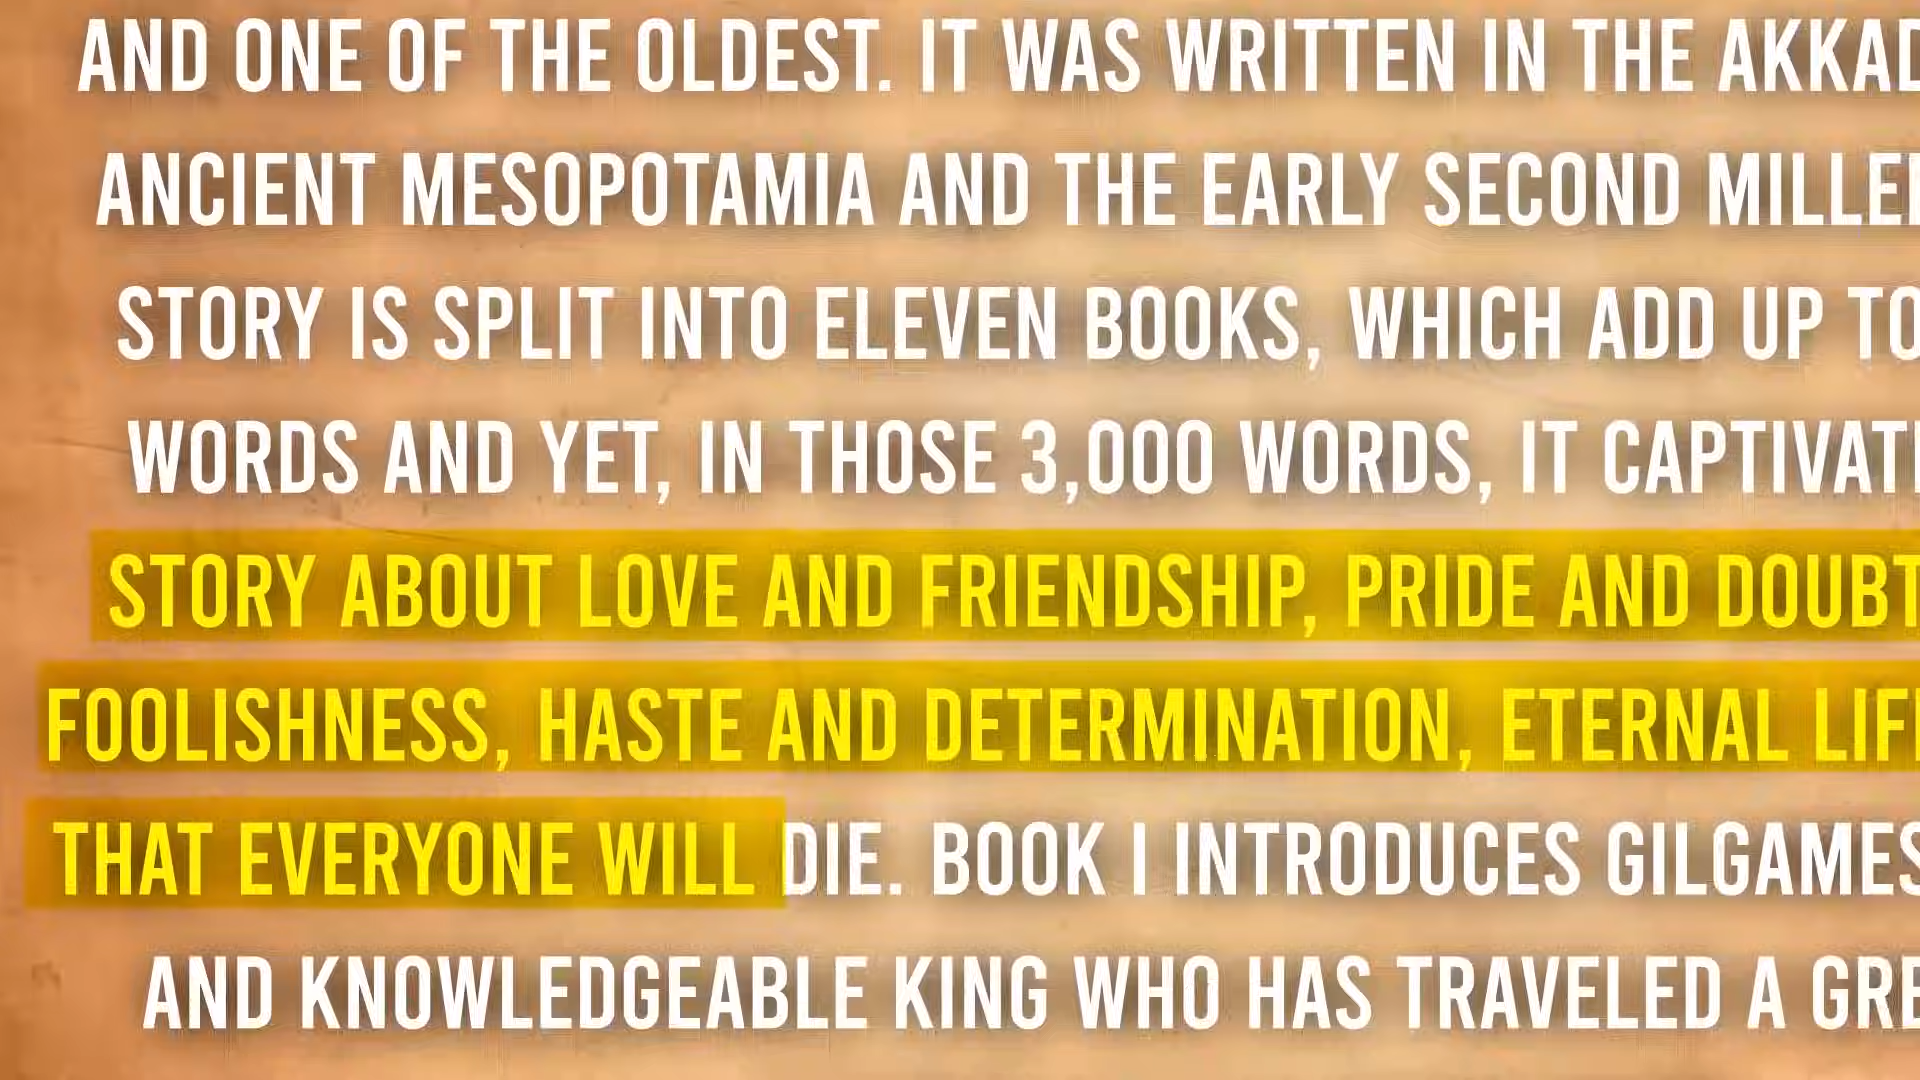 AND ONE OF THE OLDEST. IT WAS WRITTEN IN THE AKKAD
ANCIENT MESOPOTAMIA AND THE EARLY SECOND MILLE
STORY IS SPLIT INTO ELEVEN BOOKS, WHICH ADD UP TO
WORDS AND YET, IN THOSE 3,000 WORDS, IT CAPTIVAT
STORY ABOUT LOVE AND FRIENDSHIP, PRIDE AND DOUBT
FOOLISHNESS, HASTE AND DETERMINATION, ETERNAL LIF
THAT EVERYONE WILL DIE. BOOK I INTRODUCES GILGAMES
AND KNOWLEDGEABLE KING WHO HAS TRAVELED A GRE